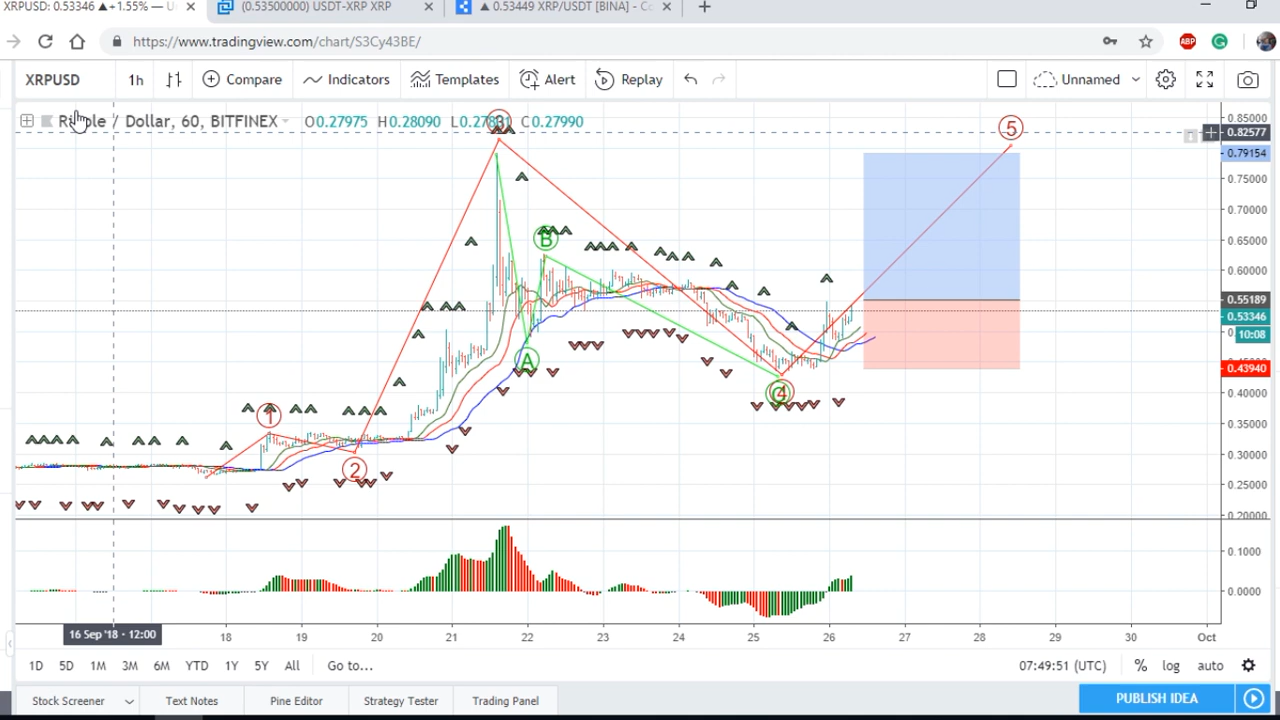 XRPUSD: 0.53346 ▲ +1.55% — U
(0.53500000) USDT-XRP XRP
▲ 0.53449 XRP/USDT [BINA] - Co
https://www.tradingview.com/chart/S3Cy43BE/
ABP
XRPUSD 1h Compare Indicators Templates Alert Replay Unnamed
Ripple / Dollar, 60, BITFINEX O0.27975 H0.28090 L0.27831 C0.27990
0.85000
0.82577
0.79154
0.75000
0.70000
0.65000
0.60000
0.55189
0.53346
10:08
0.43940
0.40000
0.35000
0.30000
0.25000
0.20000
0.1000
0.0000
1
2
4
5
A
B
16 Sep '18 - 12:00 18 19 20 21 22 23 24 25 26 27 28 29 30 Oct
1D 5D 1M 3M 6M YTD 1Y 5Y All Go to... 07:49:51 (UTC) % log auto
Stock Screener Text Notes Pine Editor Strategy Tester Trading Panel PUBLISH IDEA